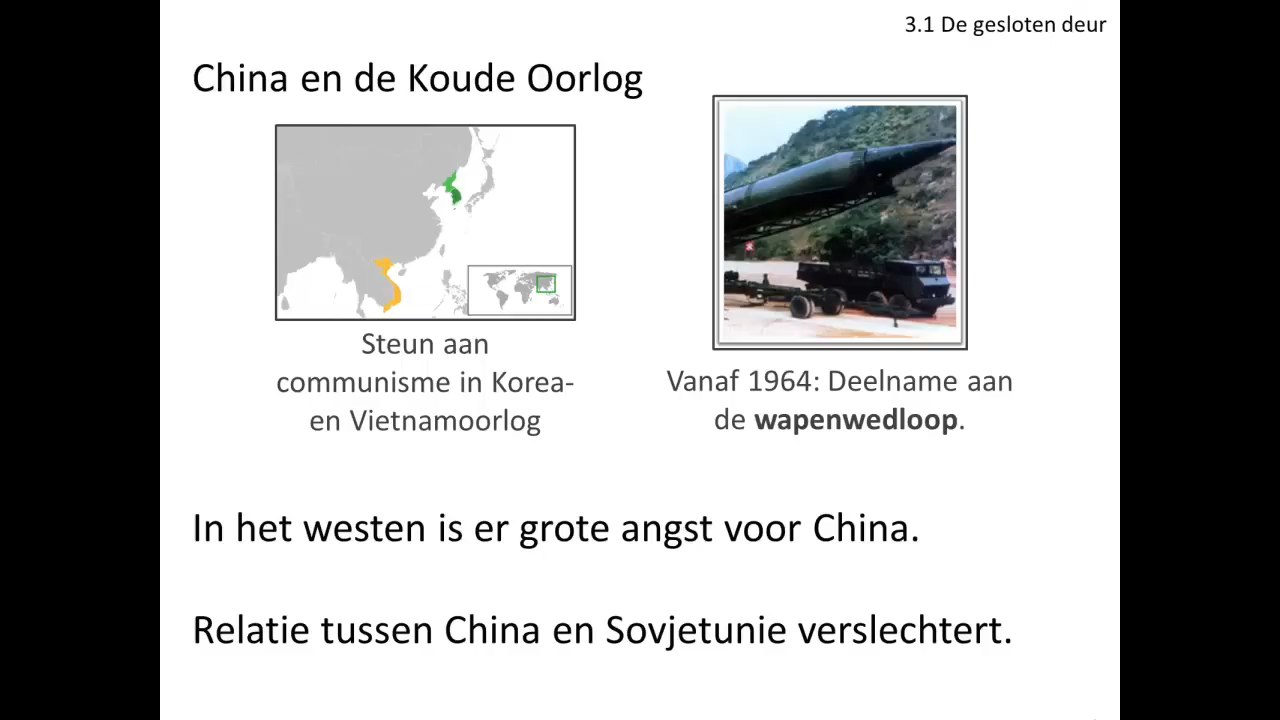 3.1 De gesloten deur
China en de Koude Oorlog
Steun aan
communisme in Korea-
en Vietnamoorlog
Vanaf 1964: Deelname aan
de wapenwedloop.
In het westen is er grote angst voor China.
Relatie tussen China en Sovjetunie verslechtert.